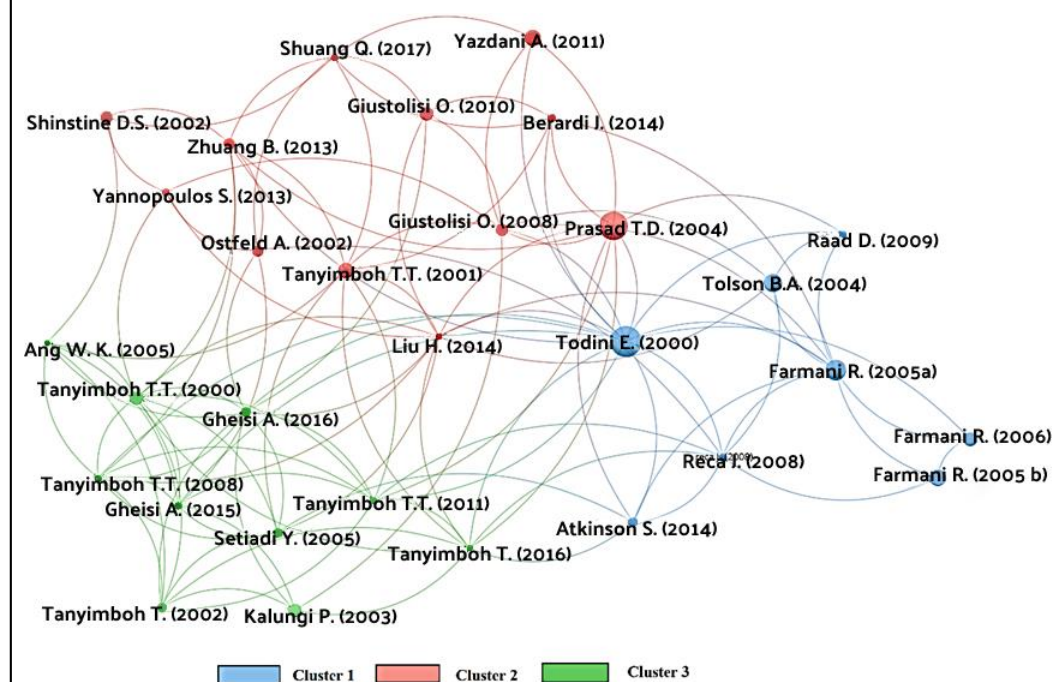 Yazdani A. (2011)
Shuang Q. (2017)
Giustolisi O. (2010)
Shinstine D.S. (2002)
Berardi L. (2014)
Zhuang B. (2013)
Yannopoulos S. (2013)
Giustolisi O. (2008)
Prasad T.D. (2004)
Ostfeld A. (2002)
Raad D. (2009)
Tanyimboh T.T. (2001)
Tolson B.A. (2004)
Ang W. K. (2005)
Liu H. (2014)
Todini E. (2000)
Farmani R. (2005a)
Tanyimboh T.T. (2000)
Gheisi A. (2016)
Farmani R. (2006)
Reca J. (2008)
Farmani R. (2005 b)
Tanyimboh T.T. (2008)
Gheisi A. (2015)
Tanyimboh T.T. (2011)
Setiadi Y. (2005)
Atkinson S. (2014)
Tanyimboh T. (2016)
Tanyimboh T. (2002)
Kalungi P. (2003)
Cluster 1
Cluster 2
Cluster 3